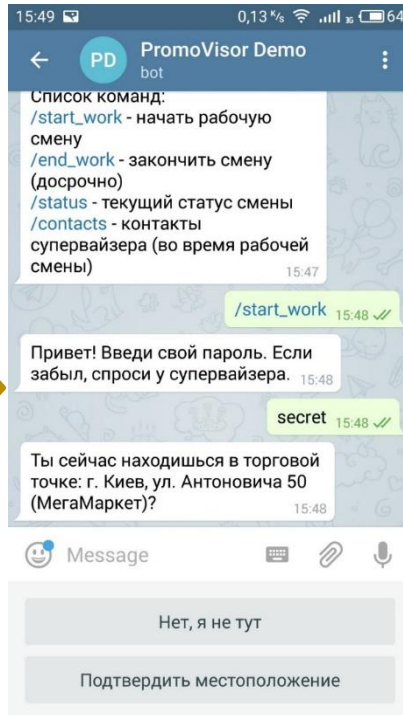 15:49 0,13 K/s 3G 64
PD PromoVisor Demo
bot
Список команд:
/start_work - начать рабочую
смену
/end_work - закончить смену
(досрочно)
/status - текущий статус смены
/contacts - контакты
супервайзера (во время рабочей
смены) 15:47
/start_work 15:48
Привет! Введи свой пароль. Если
забыл, спроси у супервайзера. 15:48
secret 15:48
Ты сейчас находишься в торговой
точке: г. Киев, ул. Антоновича 50
(МегаМаркет)? 15:48
Message
Нет, я не тут
Подтвердить местоположение